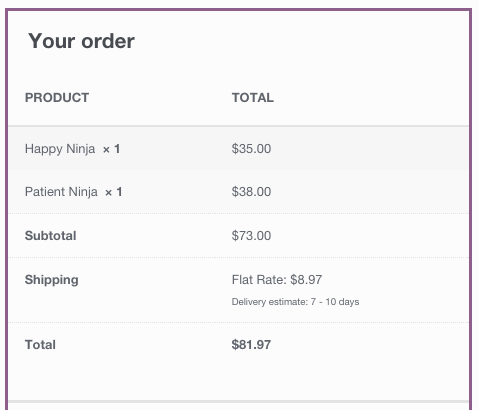 Your order
PRODUCT TOTAL
Happy Ninja × 1 $35.00
Patient Ninja × 1 $38.00
Subtotal $73.00
Shipping Flat Rate: $8.97
Delivery estimate: 7 - 10 days
Total $81.97